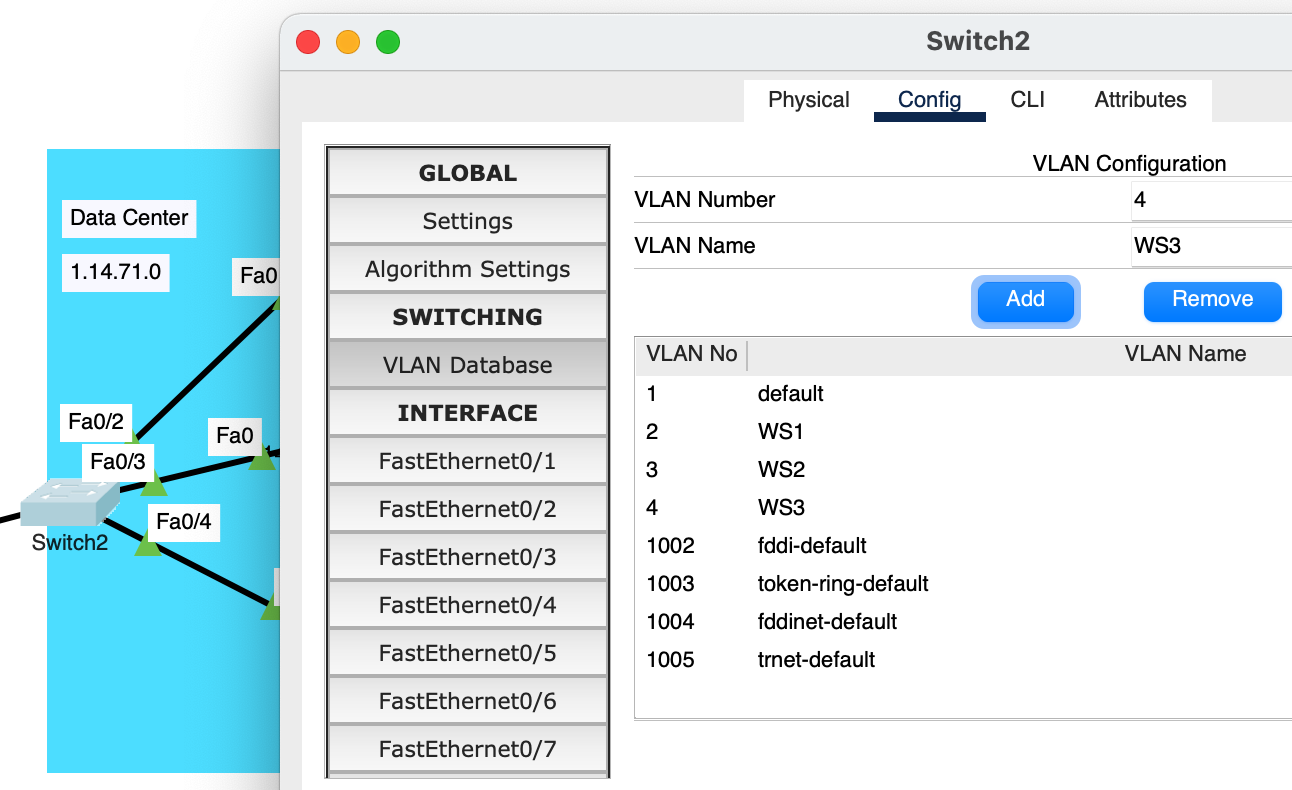 Switch2
Physical Config CLI Attributes
Data Center
1.14.71.0
Fa0
Fa0/2
Fa0/3
Fa0
Fa0/4
Switch2
GLOBAL
Settings
Algorithm Settings
SWITCHING
VLAN Database
INTERFACE
FastEthernet0/1
FastEthernet0/2
FastEthernet0/3
FastEthernet0/4
FastEthernet0/5
FastEthernet0/6
FastEthernet0/7
VLAN Configuration
VLAN Number 4
VLAN Name WS3
Add Remove
VLAN No VLAN Name
1 default
2 WS1
3 WS2
4 WS3
1002 fddi-default
1003 token-ring-default
1004 fddinet-default
1005 trnet-default